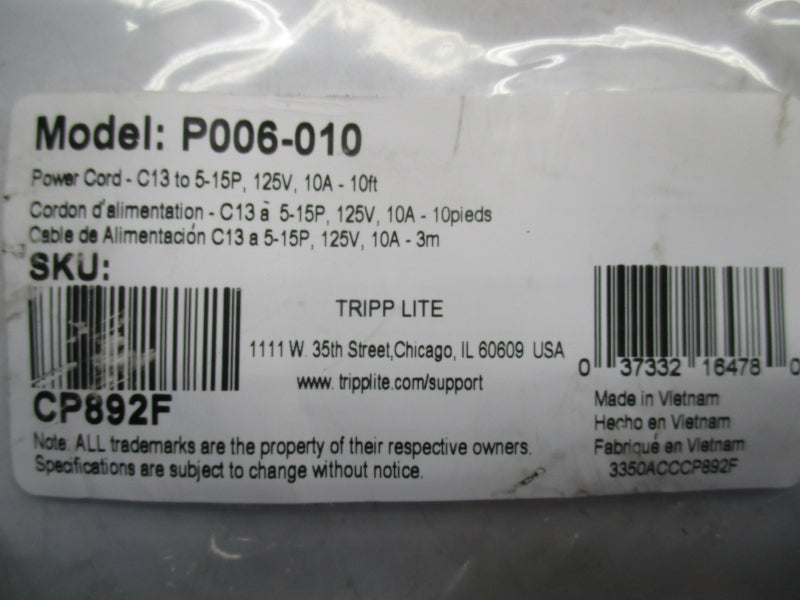 Model: P006-010
Power Cord - C13 to 5-15P, 125V, 10A - 10ft
Cordon d'alimentation - C13 à 5-15P, 125V, 10A - 10pieds
Cable de Alimentación C13 a 5-15P, 125V, 10A - 3m
SKU:
CP892F
TRIPP LITE
1111 W. 35th Street,Chicago, IL 60609 USA
www. tripplite.com/support
0 37332 16478 0
Made in Vietnam
Hecho en Vietnam
Fabriqué en Vietnam
3350ACCCP892F
Note: ALL trademarks are the property of their respective owners.
Specifications are subject to change without notice.